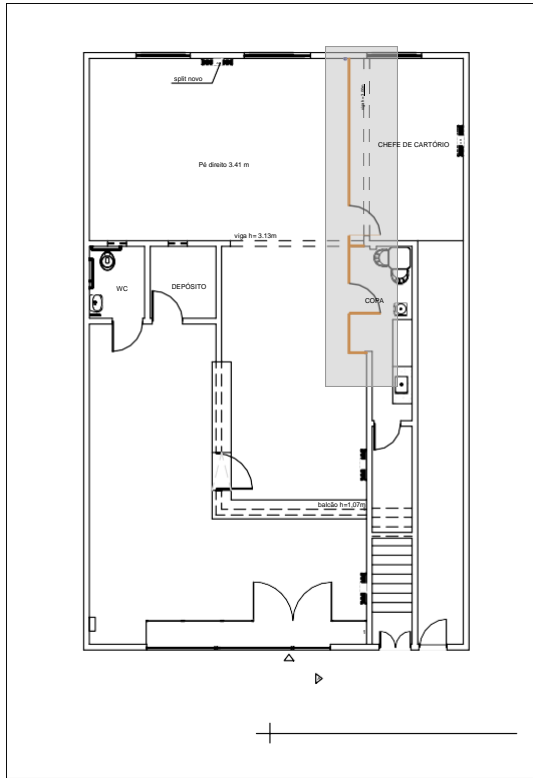 split novo
CHEFE DE CARTÓRIO
Pé direito 3.41 m
viga h= 3.13m
WC
DEPÓSITO
COPA
balcão h=1,07m